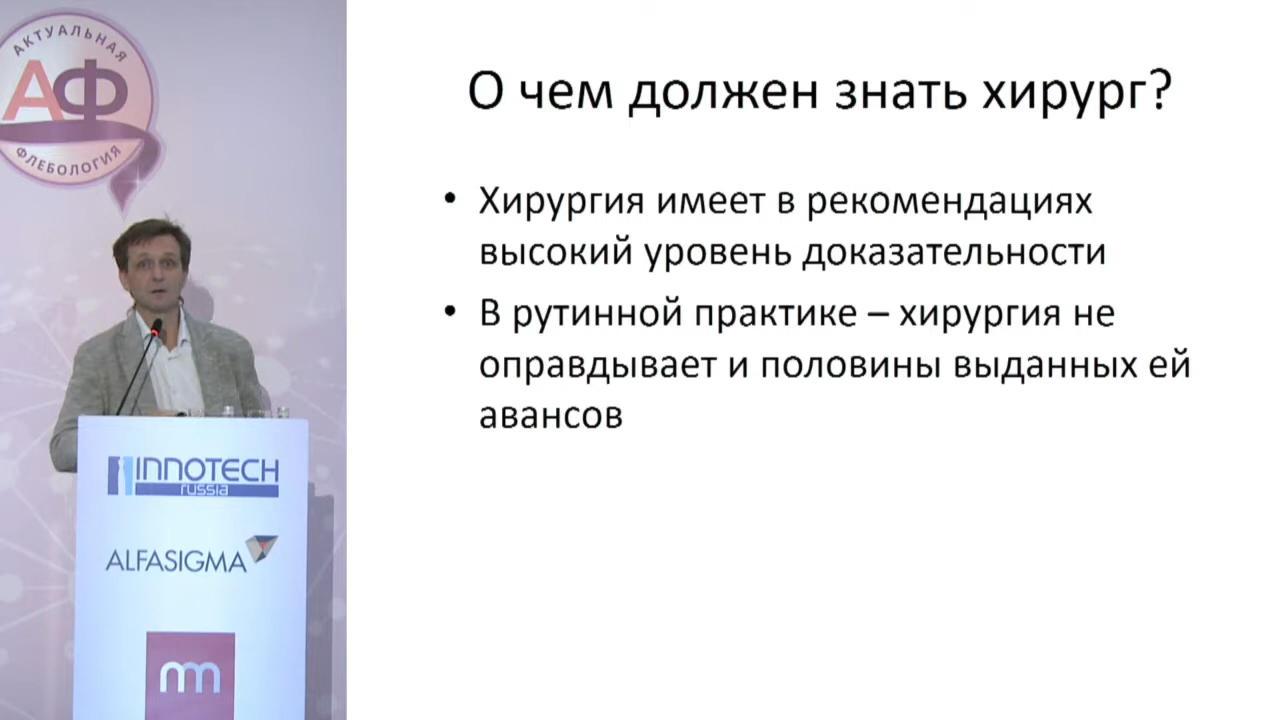 АКТУАЛЬНАЯ
АФ
ФЛЕБОЛОГИЯ
INNOTECH
russia
ALFASIGMA
О чем должен знать хирург?
• Хирургия имеет в рекомендациях
высокий уровень доказательности
• В рутинной практике – хирургия не
оправдывает и половины выданных ей
авансов